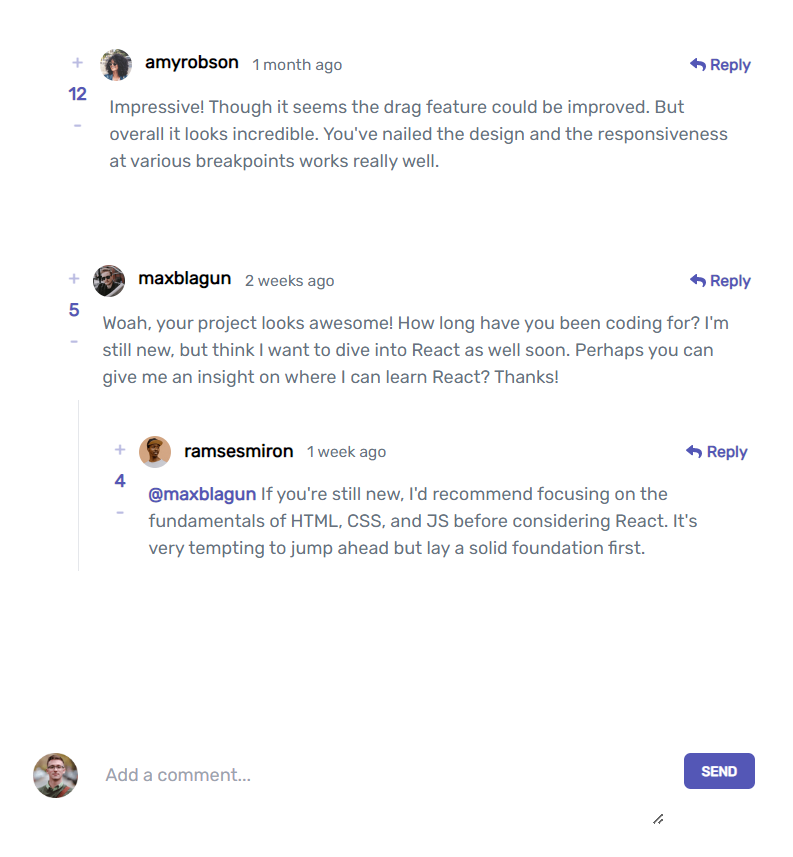 + amyrobson 1 month ago Reply
12
-
Impressive! Though it seems the drag feature could be improved. But
overall it looks incredible. You've nailed the design and the responsiveness
at various breakpoints works really well.
+ maxblagun 2 weeks ago Reply
5
-
Woah, your project looks awesome! How long have you been coding for? I'm
still new, but think I want to dive into React as well soon. Perhaps you can
give me an insight on where I can learn React? Thanks!
+ ramsesmiron 1 week ago Reply
4
-
@maxblagun If you're still new, I'd recommend focusing on the
fundamentals of HTML, CSS, and JS before considering React. It's
very tempting to jump ahead but lay a solid foundation first.
Add a comment... SEND